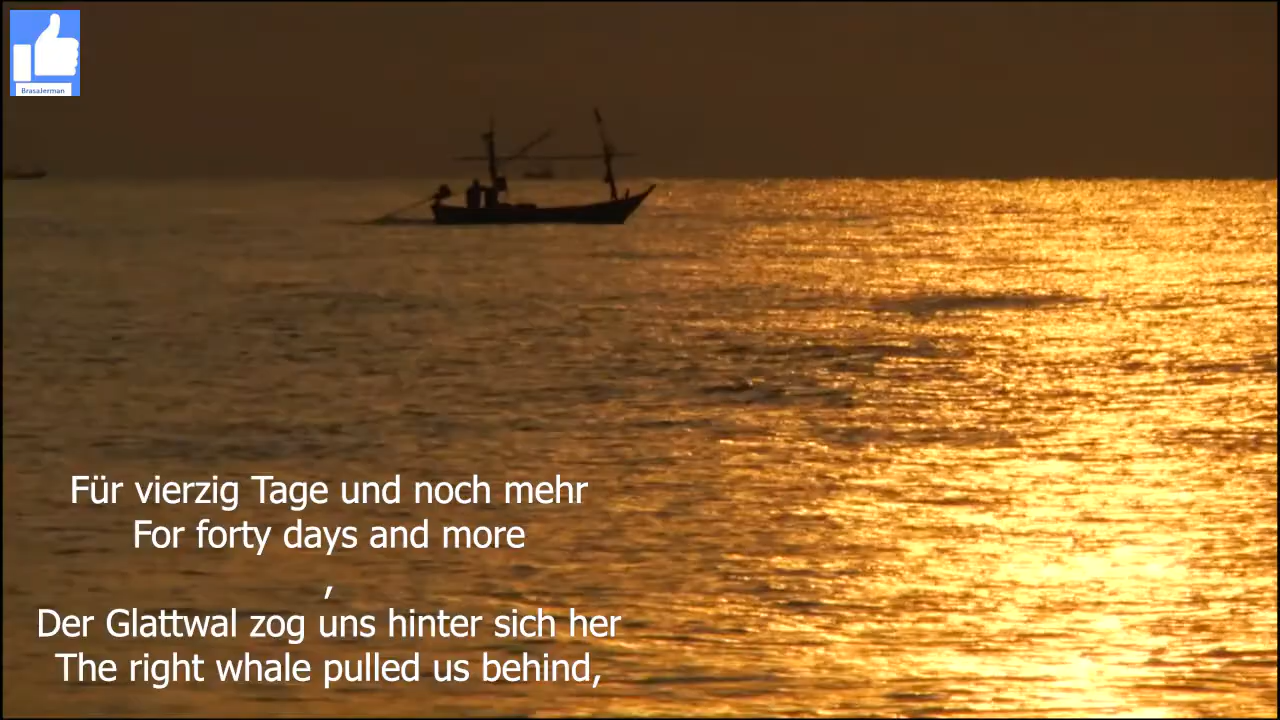 BrasaJerman
Für vierzig Tage und noch mehr
For forty days and more
,
Der Glattwal zog uns hinter sich her
The right whale pulled us behind,